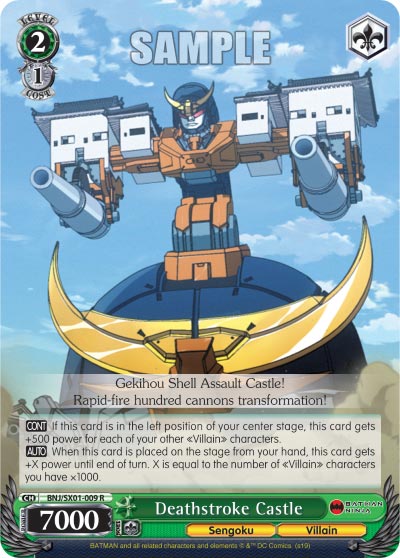 LEVEL
2
1
COST
SAMPLE
Gekihou Shell Assault Castle!
Rapid-fire hundred cannons transformation!
CONT If this card is in the left position of your center stage, this card gets
+500 power for each of your other «Villain» characters.
AUTO When this card is placed on the stage from your hand, this card gets
+X power until end of turn. X is equal to the number of «Villain» characters
you have ×1000.
CH BNJ/SX01-009 R
7000
Deathstroke Castle
BATMAN
NINJA
Sengoku
Villain
BATMAN and all related characters and elements © & ™ DC Comics. (s19)